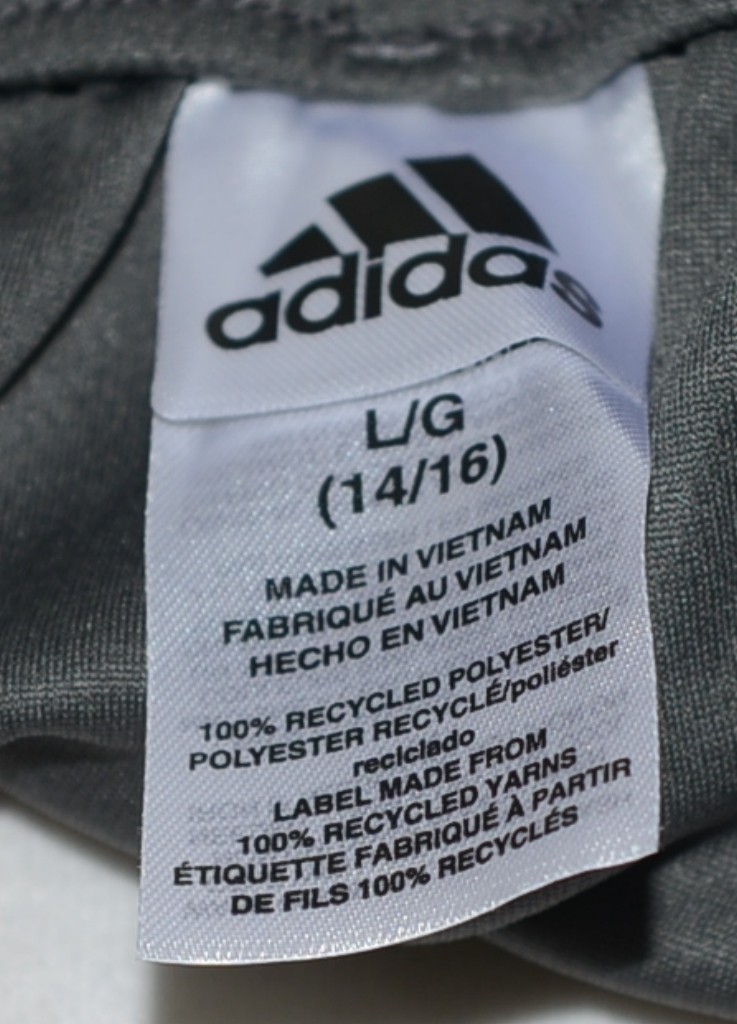 adidas
L/G
(14/16)
MADE IN VIETNAM
FABRIQUÉ AU VIETNAM
HECHO EN VIETNAM
100% RECYCLED POLYESTER/
POLYESTER RECYCLÉ/poliéster
reciclado
LABEL MADE FROM
100% RECYCLED YARNS
ÉTIQUETTE FABRIQUÉ À PARTIR
DE FILS 100% RECYCLÉS